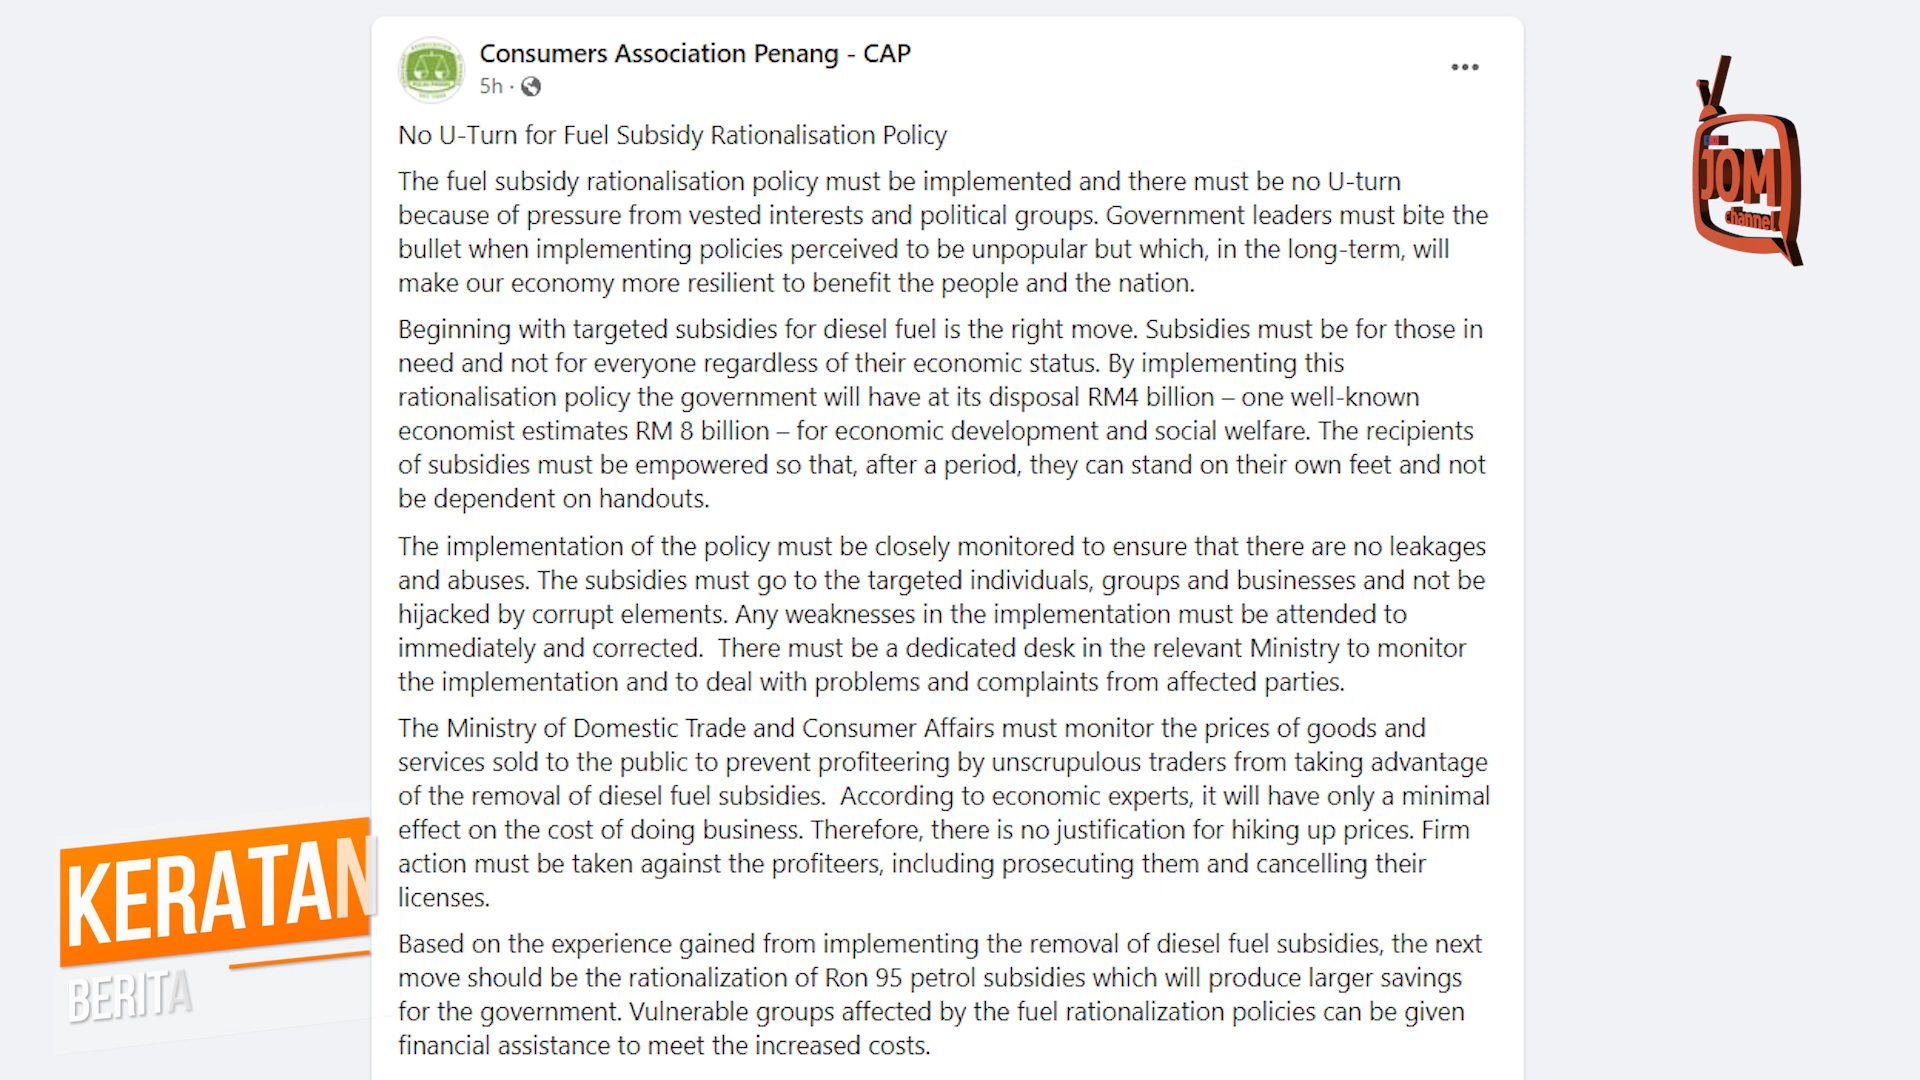 Consumers Association Penang - CAP
5h ·
No U-Turn for Fuel Subsidy Rationalisation Policy
The fuel subsidy rationalisation policy must be implemented and there must be no U-turn
because of pressure from vested interests and political groups. Government leaders must bite the
bullet when implementing policies perceived to be unpopular but which, in the long-term, will
make our economy more resilient to benefit the people and the nation.
Beginning with targeted subsidies for diesel fuel is the right move. Subsidies must be for those in
need and not for everyone regardless of their economic status. By implementing this
rationalisation policy the government will have at its disposal RM4 billion – one well-known
economist estimates RM 8 billion – for economic development and social welfare. The recipients
of subsidies must be empowered so that, after a period, they can stand on their own feet and not
be dependent on handouts.
The implementation of the policy must be closely monitored to ensure that there are no leakages
and abuses. The subsidies must go to the targeted individuals, groups and businesses and not be
hijacked by corrupt elements. Any weaknesses in the implementation must be attended to
immediately and corrected.  There must be a dedicated desk in the relevant Ministry to monitor
the implementation and to deal with problems and complaints from affected parties.
The Ministry of Domestic Trade and Consumer Affairs must monitor the prices of goods and
services sold to the public to prevent profiteering by unscrupulous traders from taking advantage
of the removal of diesel fuel subsidies.  According to economic experts, it will have only a minimal
effect on the cost of doing business. Therefore, there is no justification for hiking up prices. Firm
action must be taken against the profiteers, including prosecuting them and cancelling their
licenses.
Based on the experience gained from implementing the removal of diesel fuel subsidies, the next
move should be the rationalization of Ron 95 petrol subsidies which will produce larger savings
for the government. Vulnerable groups affected by the fuel rationalization policies can be given
financial assistance to meet the increased costs.
JOM
channel
KERATAN
BERITA